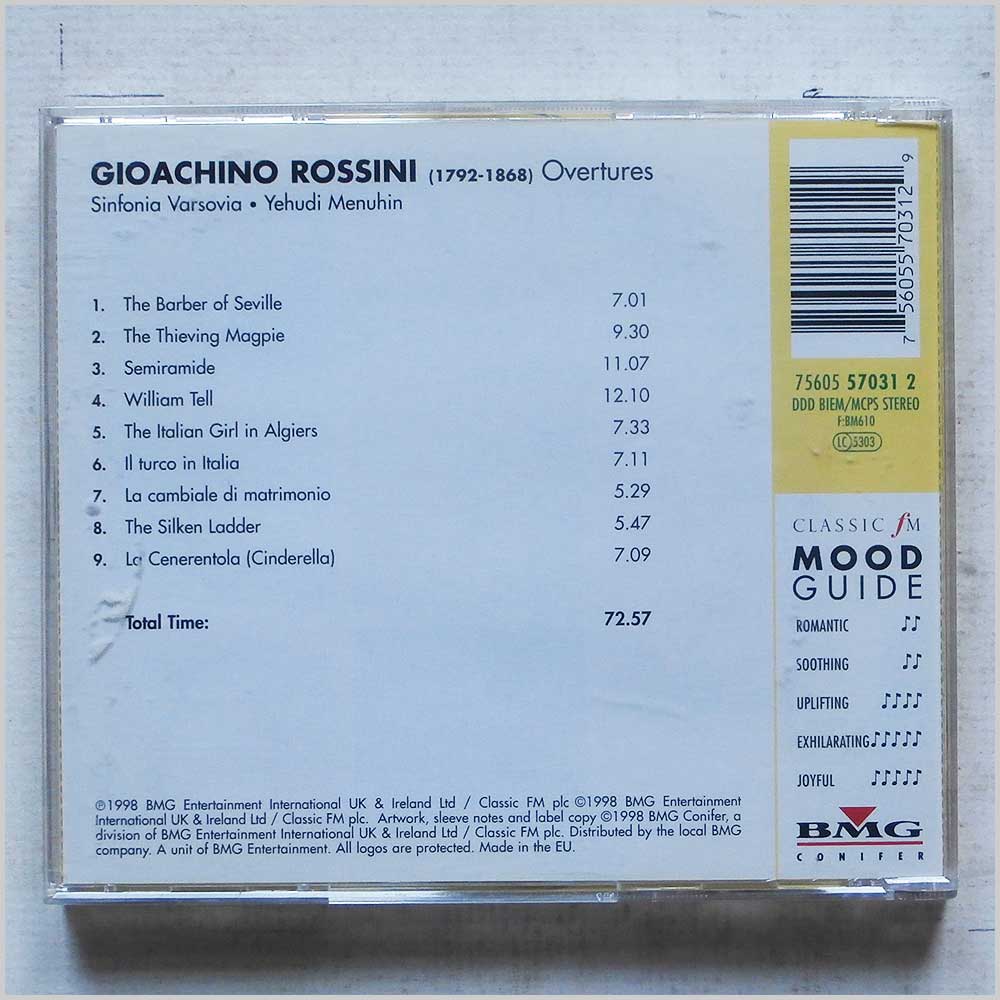 GIOACHINO ROSSINI (1792-1868) Overtures
Sinfonia Varsovia • Yehudi Menuhin
1. The Barber of Seville 7.01
2. The Thieving Magpie 9.30
3. Semiramide 11.07
4. William Tell 12.10
5. The Italian Girl in Algiers 7.33
6. Il turco in Italia 7.11
7. La cambiale di matrimonio 5.29
8. The Silken Ladder 5.47
9. La Cenerentola (Cinderella) 7.09
Total Time: 72.57
℗1998 BMG Entertainment International UK & Ireland Ltd / Classic FM plc ©1998 BMG Entertainment
International UK & Ireland Ltd / Classic FM plc. Artwork, sleeve notes and label copy ©1998 BMG Conifer, a
division of BMG Entertainment International UK & Ireland Ltd / Classic FM plc. Distributed by the local BMG
company. A unit of BMG Entertainment. All logos are protected. Made in the EU.
7 56055 70312 9
75605 57031 2
DDD BIEM/MCPS STEREO
F:BM610
LC 5303
CLASSIC fM
MOOD
GUIDE
ROMANTIC ♪♪
SOOTHING ♪♪
UPLIFTING ♪♪♪♪
EXHILARATING ♪♪♪♪♪
JOYFUL ♪♪♪♪♪
BMG
CONIFER